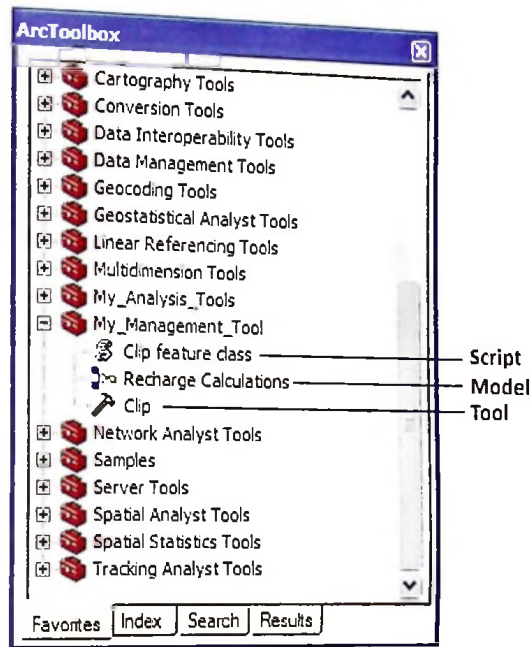 ArcToolbox
Cartography Tools
Conversion Tools
Data Interoperability Tools
Data Management Tools
Geocoding Tools
Geostatistical Analyst Tools
Linear Referencing Tools
Multidimension Tools
My_Analysis_Tools
My_Management_Tool
Clip feature class Script
Recharge Calculations Model
Clip Tool
Network Analyst Tools
Samples
Server Tools
Spatial Analyst Tools
Spatial Statistics Tools
Tracking Analyst Tools
Favorites Index Search Results